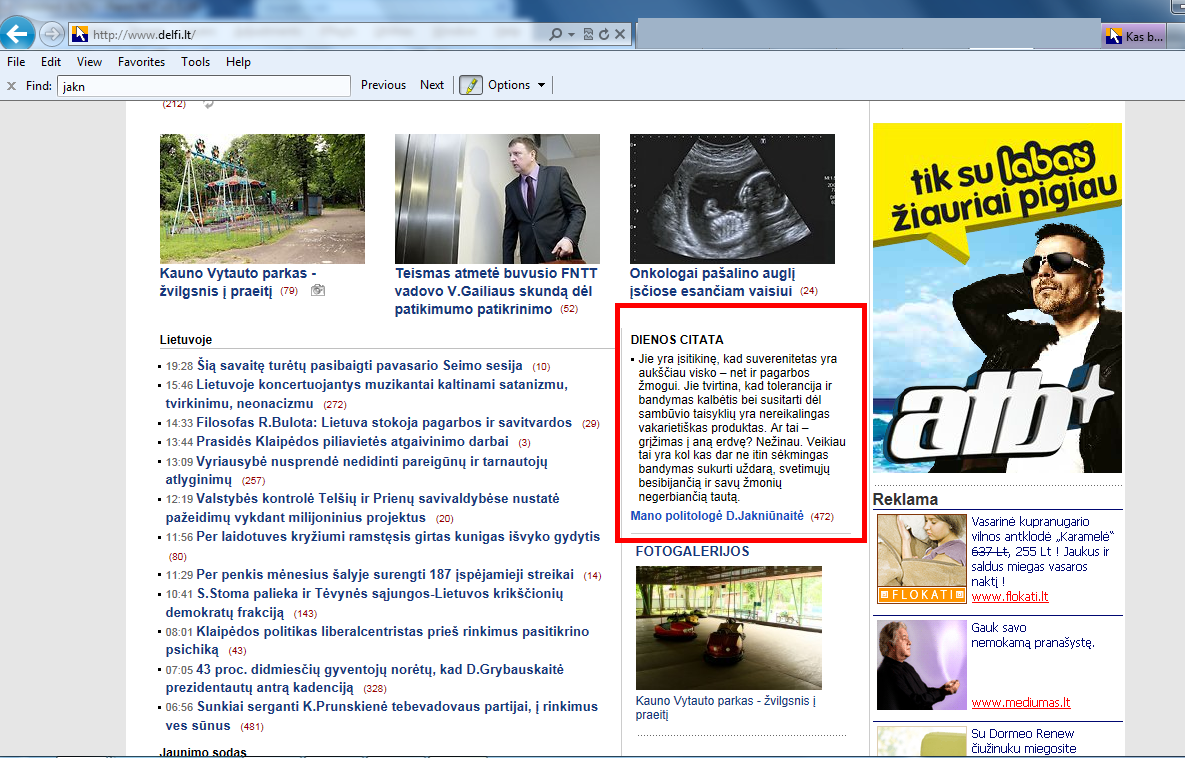 http://www.delfi.lt/
Kas b...
File Edit View Favorites Tools Help
Find: jakn Previous Next Options
(212)
Kauno Vytauto parkas -
žvilgsnis į praeitį (79)
Teismas atmetė buvusio FNTT
vadovo V.Gailiaus skundą dėl
patikimumo patikrinimo (52)
Onkologai pašalino auglį
įsčiose esančiam vaisiui (24)
Lietuvoje
19:28 Šią savaitę turėtų pasibaigti pavasario Seimo sesija (10)
15:46 Lietuvoje koncertuojantys muzikantai kaltinami satanizmu,
tvirkinimu, neonacizmu (272)
14:33 Filosofas R.Bulota: Lietuva stokoja pagarbos ir savitvardos (29)
13:44 Prasidės Klaipėdos piliavietės atgaivinimo darbai (3)
13:09 Vyriausybė nusprendė nedidinti pareigūnų ir tarnautojų
atlyginimų (257)
12:19 Valstybės kontrolė Telšių ir Prienų savivaldybėse nustatė
pažeidimų vykdant milijoninius projektus (20)
11:56 Per laidotuves kryžiumi ramstęsis girtas kunigas išvyko gydytis
(80)
11:29 Per penkis mėnesius šalyje surengti 187 įspėjamieji streikai (14)
10:41 S.Stoma palieka ir Tėvynės sąjungos-Lietuvos krikščionių
demokratų frakciją (143)
08:01 Klaipėdos politikas liberalcentristas prieš rinkimus pasitikrino
psichiką (43)
07:05 43 proc. didmiesčių gyventojų norėtų, kad D.Grybauskaitė
prezidentautų antrą kadenciją (328)
06:56 Sunkiai serganti K.Prunskienė tebevadovaus partijai, į rinkimus
ves sūnus (481)
Jaunimo sodas
DIENOS CITATA
Jie yra įsitikinę, kad suverenitetas yra
aukščiau visko – net ir pagarbos
žmogui. Jie tvirtina, kad tolerancija ir
bandymas kalbėtis bei susitarti dėl
sambūvio taisyklių yra nereikalingas
vakarietiškas produktas. Ar tai –
grįžimas į aną erdvę? Nežinau. Veikiau
tai yra kol kas dar ne itin sėkmingas
bandymas sukurti uždarą, svetimųjų
besibijančią ir savų žmonių
negerbiančią tautą.
Mano politologė D.Jakniūnaitė (472)
FOTOGALERIJOS
Kauno Vytauto parkas - žvilgsnis į
praeitį
tik su labas
žiauriai pigiau
atb
Reklama
Vasarinė kupranugario
vilnos antklodė „Karamelė“
637 Lt, 255 Lt ! Jaukus ir
saldus miegas vasaros
naktį !
www.flokati.lt
FLOKATI
Gauk savo
nemokamą pranašystę.
www.mediumas.lt
Su Dormeo Renew
čiužinuku miegosite